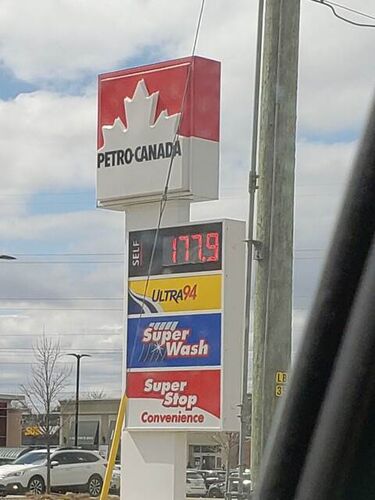 PETRO-CANADA
SELF 177.9
ULTRA94
Super
Wash
Super
Stop
Convenience